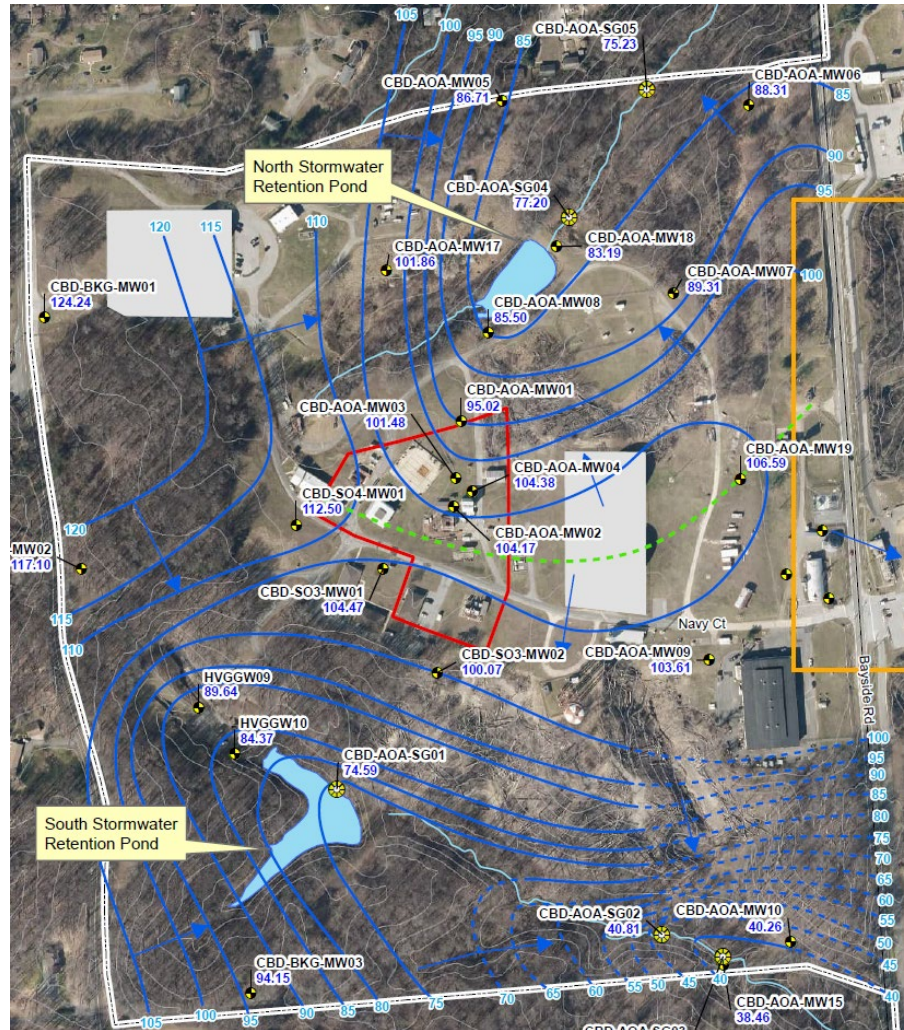 105
100
95
90
85
CBD-AOA-SG05
75.23
CBD-AOA-MW05
86.71
CBD-AOA-MW06
88.31
85
North Stormwater
Retention Pond
90
CBD-AOA-SG04
77.20
95
120
115
110
CBD-AOA-MW17
101.86
CBD-AOA-MW18
83.19
CBD-AOA-MW07
89.31
100
CBD-BKG-MW01
124.24
CBD-AOA-MW08
85.50
CBD-AOA-MW01
95.02
CBD-AOA-MW03
101.48
CBD-AOA-MW19
106.59
CBD-AOA-MW04
104.38
CBD-SO4-MW01
112.50
CBD-AOA-MW02
104.17
120
-MW02
117.10
CBD-SO3-MW01
104.47
115
110
Navy Ct
CBD-SO3-MW02
100.07
CBD-AOA-MW09
103.61
Bayside Rd
HVGGW09
89.64
HVGGW10
84.37
CBD-AOA-SG01
74.59
100
95
90
85
80
75
70
65
60
55
50
45
40
South Stormwater
Retention Pond
CBD-AOA-SG02
40.81
CBD-AOA-MW10
40.26
CBD-BKG-MW03
94.15
105
100
95
85
80
75
70
65
60
55
50
45
40
CBD-AOA-MW15
38.46
CBD-AOA-SG03